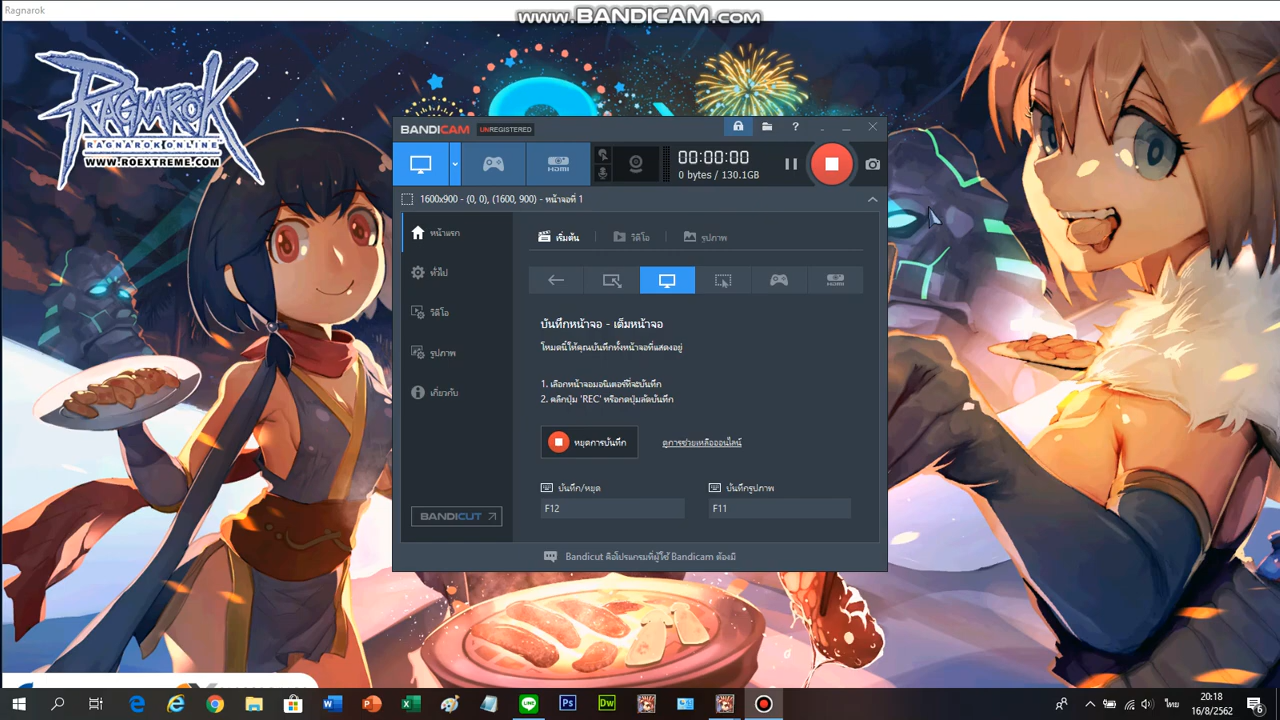 Ragnarok
www.BANDICAM.com
RAGNAROK
RAGNAROK ONLINE
WWW.ROEXTREME.COM
BANDICAM UNREGISTERED
HDMI
00:00:00
0 bytes / 130.1GB
1600x900 - (0, 0), (1600, 900) - หน้าจอที่ 1
หน้าแรก
ทั่วไป
วิดีโอ
รูปภาพ
เกี่ยวกับ
BANDICUT
เริ่มต้น
วิดีโอ
รูปภาพ
HDMI
บันทึกหน้าจอ - เต็มหน้าจอ
โหมดนี้ให้คุณบันทึกทั้งหน้าจอที่แสดงอยู่
1. เลือกหน้าจอมอนิเตอร์ที่จะบันทึก
2. คลิกปุ่ม 'REC' หรือกดปุ่มลัดบันทึก
หยุดการบันทึก
ดูการช่วยเหลือออนไลน์
บันทึก/หยุด
บันทึกรูปภาพ
F12
F11
Bandicut คือโปรแกรมที่ผู้ใช้ Bandicam ต้องมี
LINE
Ps
Dw
ไทย
20:18
16/8/2562
6